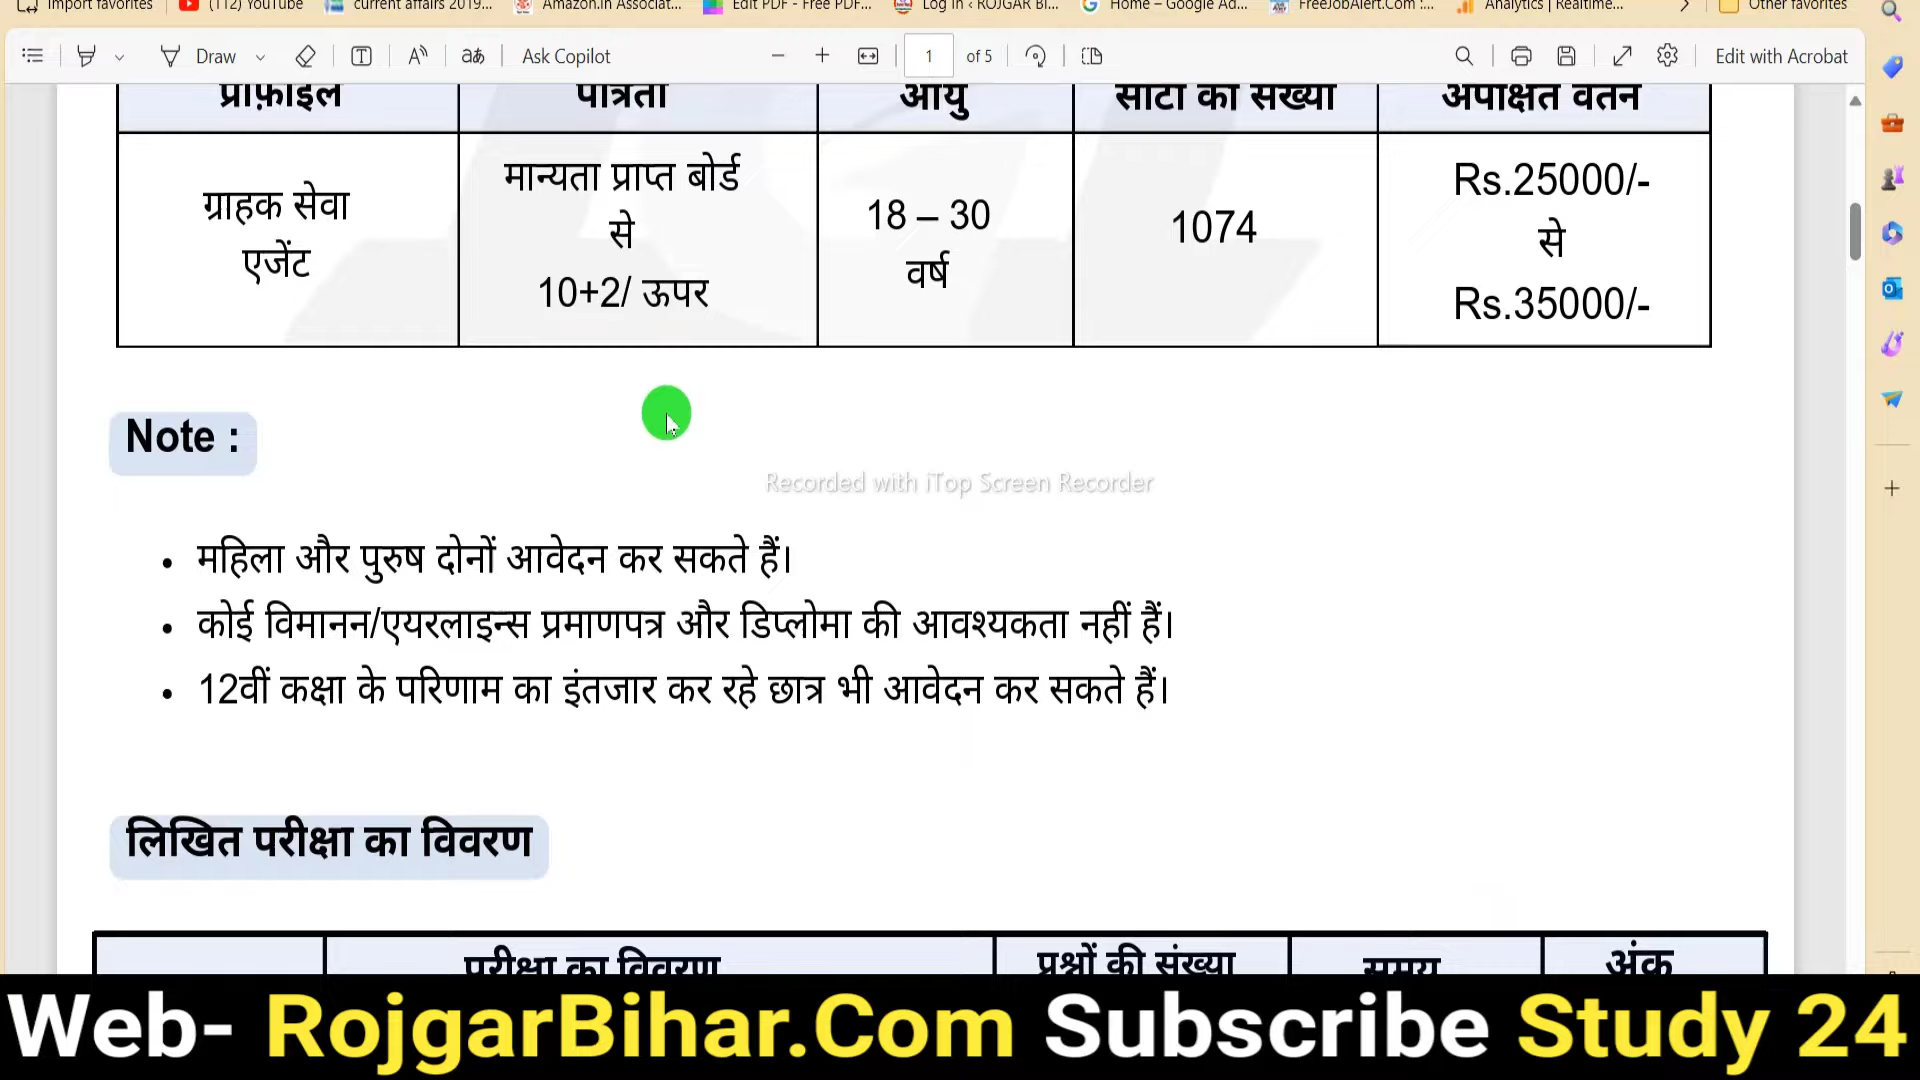 Import favorites (112) YouTube current affairs 2019... Amazon.in Associat... Edit PDF - Free PDF... Log In ‹ ROJGAR BI... Home – Google Ad... FreeJobAlert.Com :... Analytics | Realtime... Other favorites
Draw Ask Copilot 1 of 5 Edit with Acrobat
प्रोफ़ाइल पात्रता आयु सीटों की संख्या अपेक्षित वेतन
ग्राहक सेवा
एजेंट
मान्यता प्राप्त बोर्ड
से
10+2/ ऊपर
18 – 30
वर्ष
1074
Rs.25000/-
से
Rs.35000/-
Note :
Recorded with iTop Screen Recorder
• महिला और पुरुष दोनों आवेदन कर सकते हैं।
• कोई विमानन/एयरलाइन्स प्रमाणपत्र और डिप्लोमा की आवश्यकता नहीं हैं।
• 12वीं कक्षा के परिणाम का इंतजार कर रहे छात्र भी आवेदन कर सकते हैं।
लिखित परीक्षा का विवरण
परीक्षा का विवरण प्रश्नों की संख्या समय अंक
Web- RojgarBihar.Com Subscribe Study 24